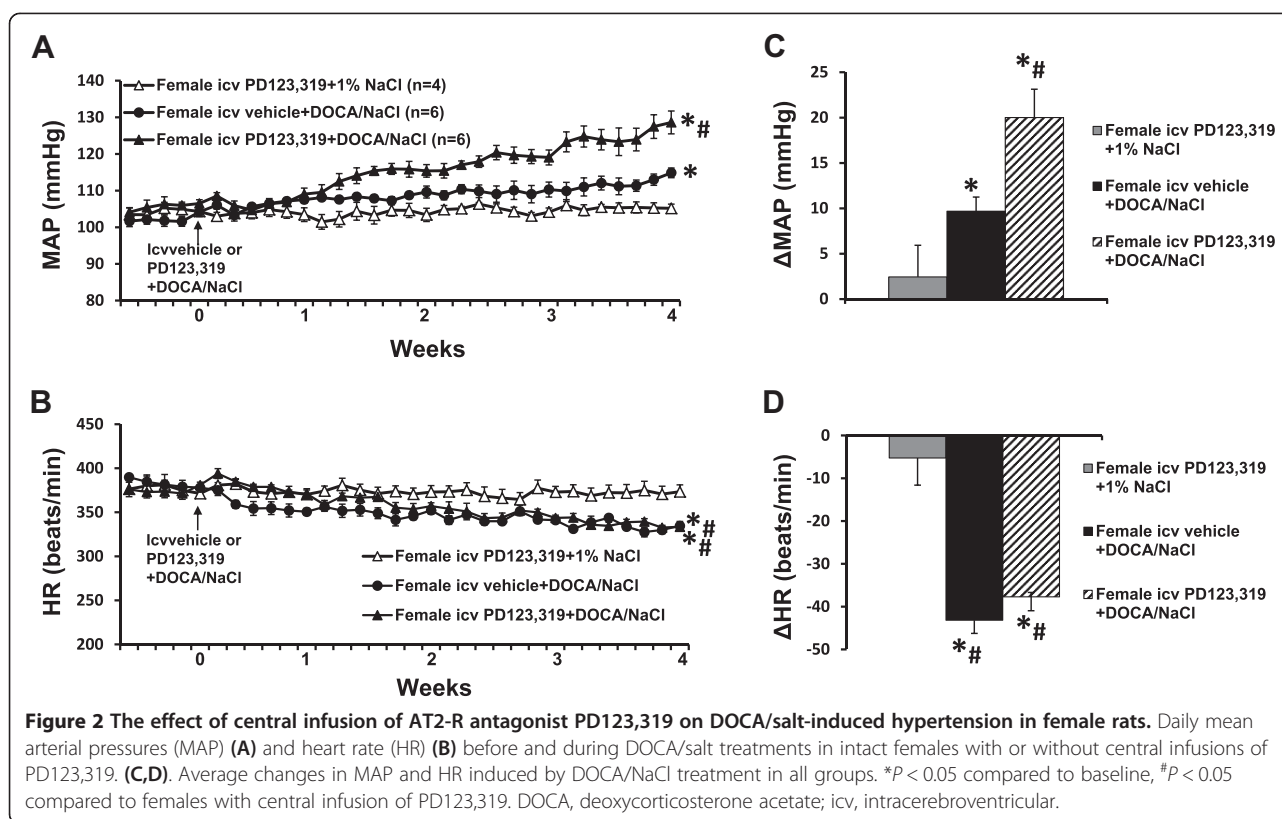 A
MAP (mmHg)
140
130
120
110
100
90
80
Female icv PD123,319+1% NaCl (n=4)
Female icv vehicle+DOCA/NaCl (n=6)
Female icv PD123,319+DOCA/NaCl (n=6)
*#
*
Icvvehicle or
PD123,319
+DOCA/NaCl
0 1 2 3 4
Weeks
B
HR (beats/min)
450
400
350
300
250
200
Icvvehicle or
PD123,319
+DOCA/NaCl
Female icv PD123,319+1% NaCl
Female icv vehicle+DOCA/NaCl
Female icv PD123,319+DOCA/NaCl
*#
*#
0 1 2 3 4
Weeks
C
ΔMAP (mmHg)
25
20
15
10
5
0
*
*#
Female icv PD123,319
+1% NaCl
Female icv vehicle
+DOCA/NaCl
Female icv PD123,319
+DOCA/NaCl
D
ΔHR (beats/min)
0
-10
-20
-30
-40
-50
*#
*#
Female icv PD123,319
+1% NaCl
Female icv vehicle
+DOCA/NaCl
Female icv PD123,319
+DOCA/NaCl
Figure 2 The effect of central infusion of AT2-R antagonist PD123,319 on DOCA/salt-induced hypertension in female rats. Daily mean
arterial pressures (MAP) (A) and heart rate (HR) (B) before and during DOCA/salt treatments in intact females with or without central infusions of
PD123,319. (C,D). Average changes in MAP and HR induced by DOCA/NaCl treatment in all groups. *P < 0.05 compared to baseline, #P < 0.05
compared to females with central infusion of PD123,319. DOCA, deoxycorticosterone acetate; icv, intracerebroventricular.